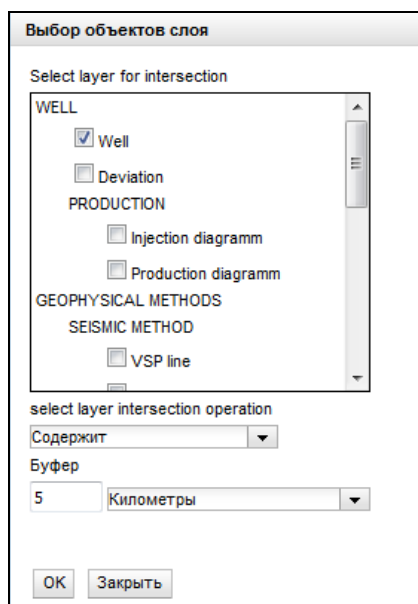 Выбор объектов слоя
Select layer for intersection
WELL
Well
Deviation
PRODUCTION
Injection diagramm
Production diagramm
GEOPHYSICAL METHODS
SEISMIC METHOD
VSP line
select layer intersection operation
Содержит
Буфер
5 Километры
OK Закрыть